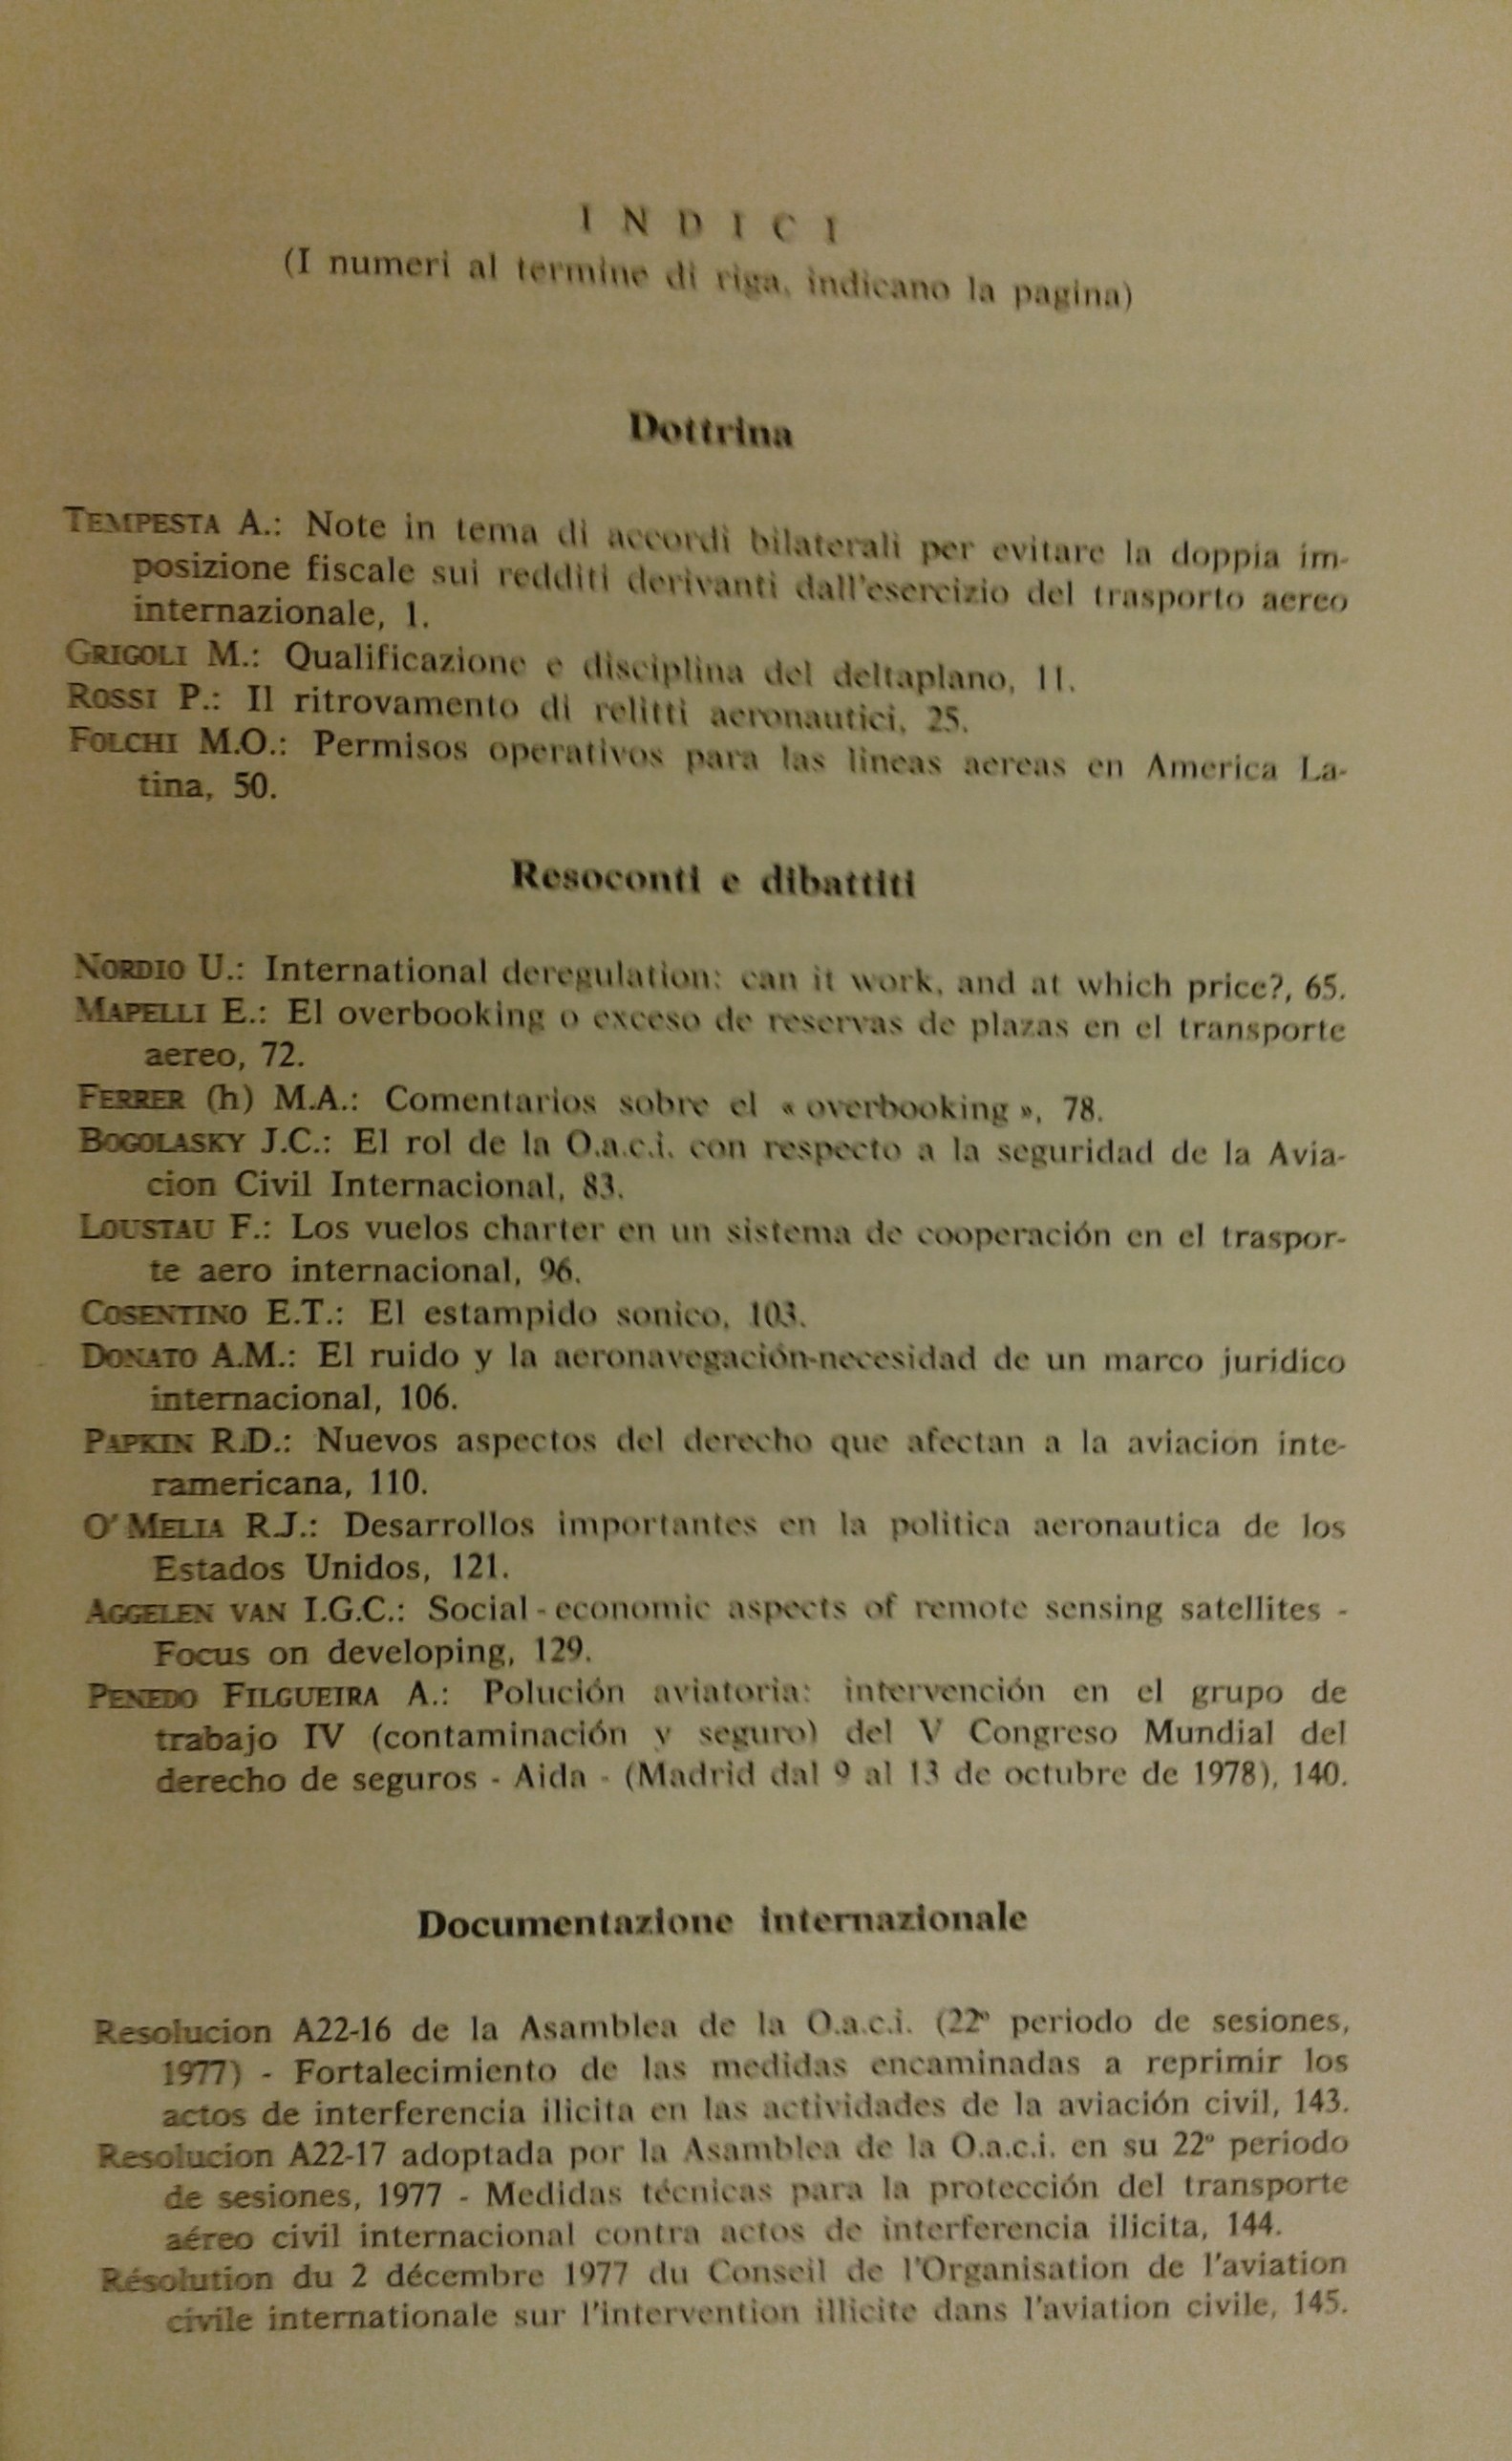 INDICI
(I numeri al termine di riga, indicano la pagina)
Dottrina
TEMPESTA A.: Note in tema di accordi bilaterali per evitare la doppia im-
posizione fiscale sui redditi derivanti dall'esercizio del trasporto aereo
internazionale, 1.
GRIGOLI M.: Qualificazione e disciplina del deltaplano, 11.
ROSSI P.: Il ritrovamento di relitti aeronautici, 25.
FOLCHI M.O.: Permisos operativos para las lineas aereas en America La-
tina, 50.
Resoconti e dibattiti
NORDIO U.: International deregulation: can it work, and at which price?, 65.
MAPELLI E.: El overbooking o exceso de reservas de plazas en el transporte
aereo, 72.
FERRER (h) M.A.: Comentarios sobre el « overbooking », 78.
BOGOLASKY J.C.: El rol de la O.a.c.i. con respecto a la seguridad de la Avia-
cion Civil Internacional, 83.
LOUSTAU F.: Los vuelos charter en un sistema de cooperación en el traspor-
te aero internacional, 96.
COSENTINO E.T.: El estampido sonico, 103.
DONATO A.M.: El ruido y la aeronavegación-necesidad de un marco juridico
internacional, 106.
PAPKIN R.D.: Nuevos aspectos del derecho que afectan a la aviacion inte-
ramericana, 110.
O' MELIA R.J.: Desarrollos importantes en la politica aeronautica de los
Estados Unidos, 121.
AGGELEN VAN I.G.C.: Social - economic aspects of remote sensing satellites -
Focus on developing, 129.
PENEDO FILGUEIRA A.: Polución aviatoria: intervención en el grupo de
trabajo IV (contaminación y seguro) del V Congreso Mundial del
derecho de seguros - Aida - (Madrid dal 9 al 13 de octubre de 1978), 140.
Documentazione internazionale
Resolucion A22-16 de la Asamblea de la O.a.c.i. (22º periodo de sesiones,
1977) - Fortalecimiento de las medidas encaminadas a reprimir los
actos de interferencia ilicita en las actividades de la aviación civil, 143.
Resolucion A22-17 adoptada por la Asamblea de la O.a.c.i. en su 22º periodo
de sesiones, 1977 - Medidas técnicas para la protección del transporte
aéreo civil internacional contra actos de interferencia ilicita, 144.
Résolution du 2 décembre 1977 du Conseil de l'Organisation de l'aviation
civile internationale sur l'intervention illicite dans l'aviation civile, 145.